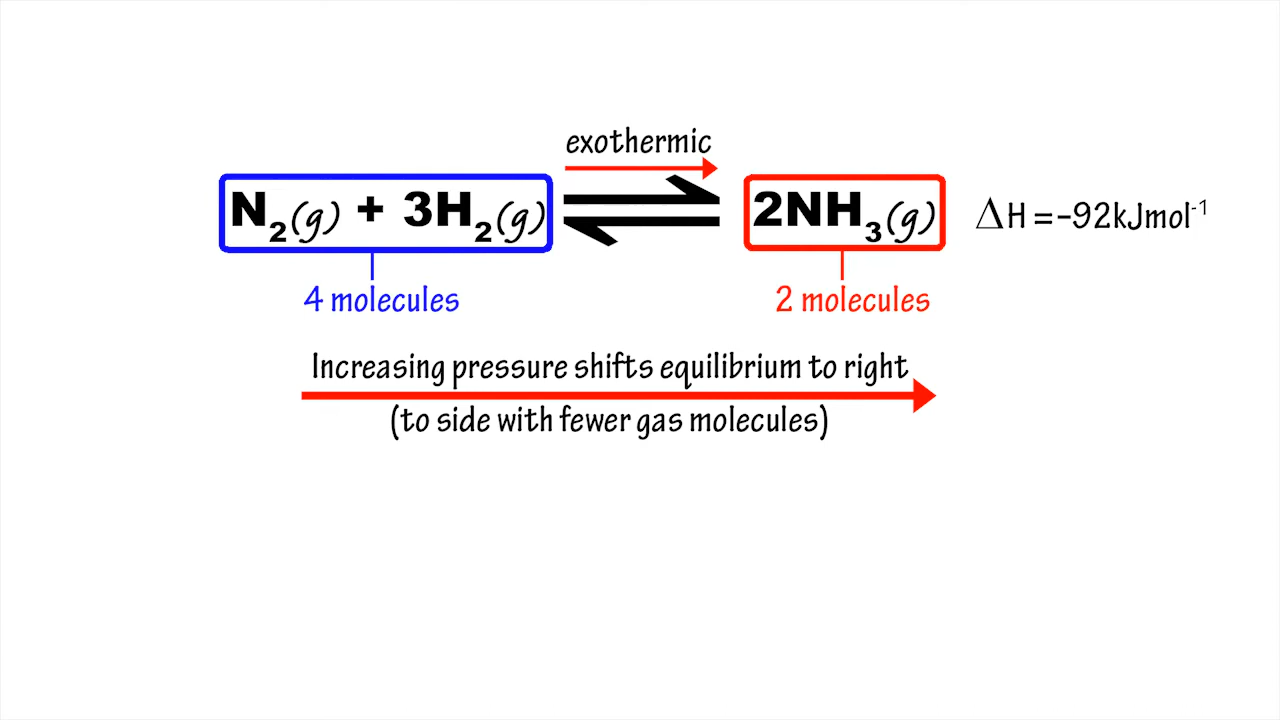 exothermic
N₂(g) + 3H₂(g) ⇌ 2NH₃(g) ΔH = -92kJmol⁻¹
4 molecules 2 molecules
Increasing pressure shifts equilibrium to right
(to side with fewer gas molecules)